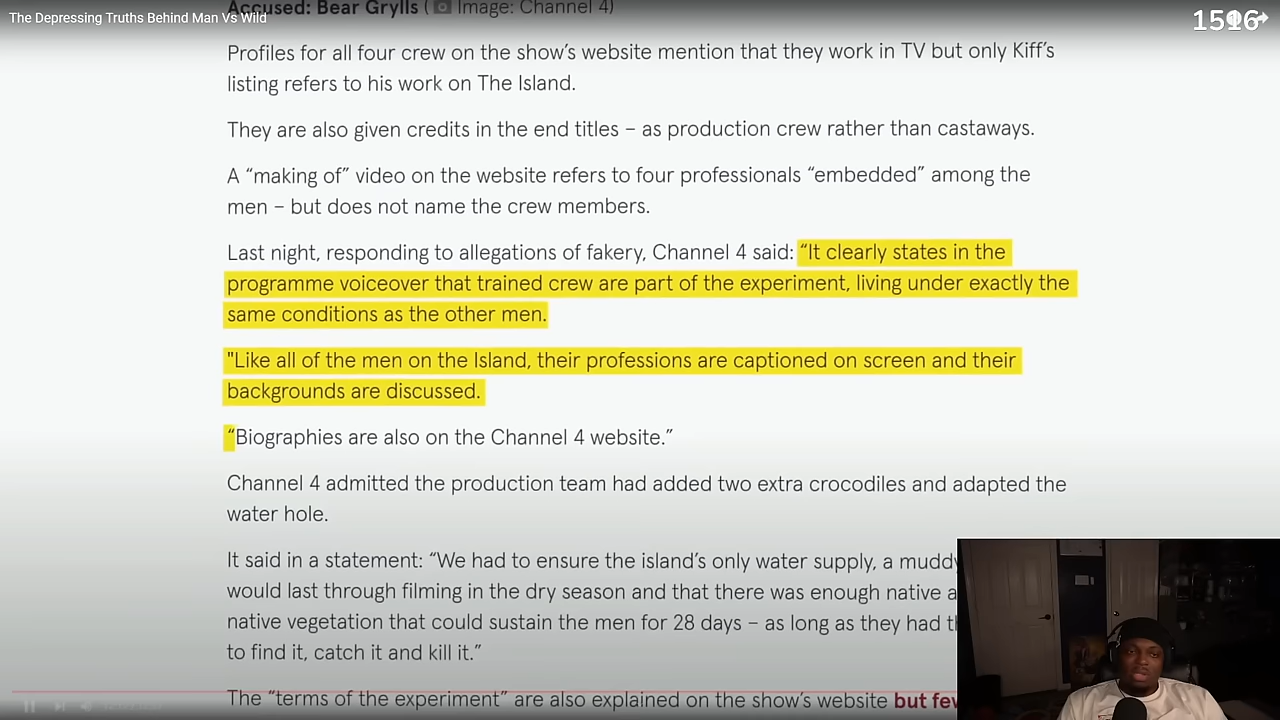 The Depressing Truths Behind Man Vs Wild
Accused: Bear Grylls ( Image: Channel 4)
Profiles for all four crew on the show’s website mention that they work in TV but only Kiff’s
listing refers to his work on The Island.
They are also given credits in the end titles – as production crew rather than castaways.
A “making of” video on the website refers to four professionals “embedded” among the
men – but does not name the crew members.
Last night, responding to allegations of fakery, Channel 4 said: “It clearly states in the
programme voiceover that trained crew are part of the experiment, living under exactly the
same conditions as the other men.
"Like all of the men on the Island, their professions are captioned on screen and their
backgrounds are discussed.
“Biographies are also on the Channel 4 website.”
Channel 4 admitted the production team had added two extra crocodiles and adapted the
water hole.
It said in a statement: “We had to ensure the island’s only water supply, a muddy
would last through filming in the dry season and that there was enough native
native vegetation that could sustain the men for 28 days – as long as they had
to find it, catch it and kill it.”
The “terms of the experiment” are also explained on the show’s website but